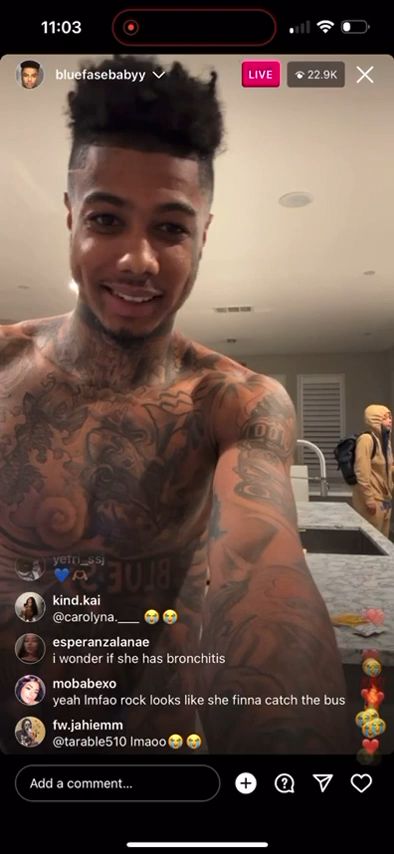 11:03
bluefasebabyy
LIVE
22.9K
yefri_ssj
💙🫶🏽
kind.kai
@carolyna.___ 😭😭
esperanzalanae
i wonder if she has bronchitis
mobabexo
yeah lmfao rock looks like she finna catch the bus
fw.jahiemm
@tarable510 lmaoo😭😭
Add a comment...